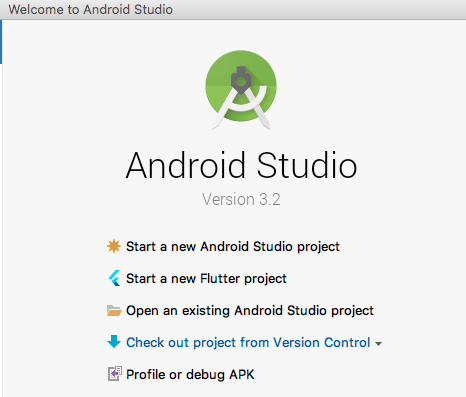 Welcome to Android Studio
Android Studio
Version 3.2
Start a new Android Studio project
Start a new Flutter project
Open an existing Android Studio project
Check out project from Version Control
Profile or debug APK